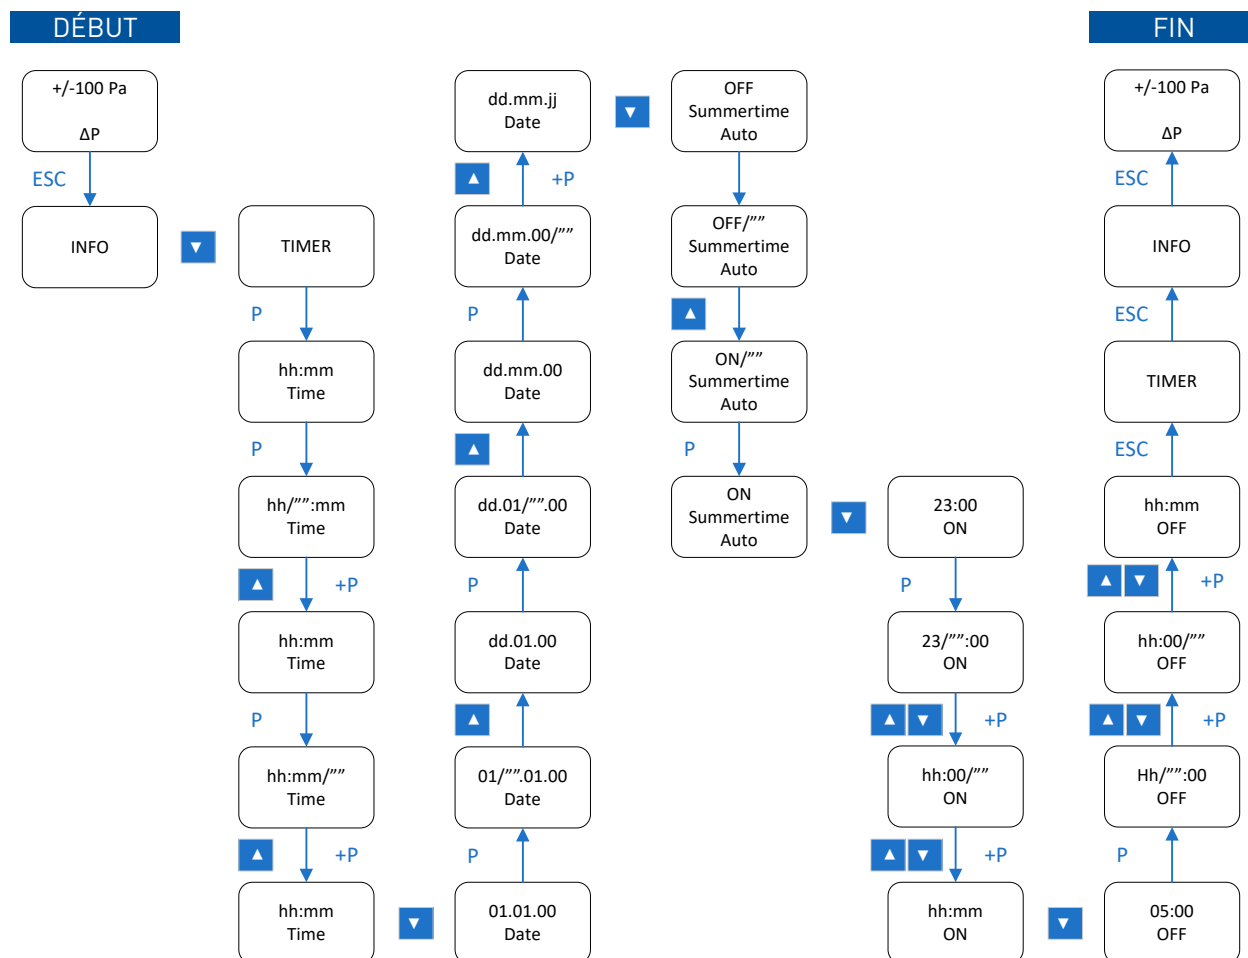 DÉBUT
+/-100 Pa
ΔP
ESC
INFO
▼
TIMER
P
hh:mm
Time
P
hh/””:mm
Time
▲ +P
hh:mm
Time
P
hh:mm/””
Time
▲ +P
hh:mm
Time
▼
01.01.00
Date
P
01/””.01.00
Date
▲
dd.01.00
Date
P
dd.01/””.00
Date
▲
dd.mm.00
Date
P
dd.mm.00/””
Date
▲ +P
dd.mm.jj
Date
▼
OFF
Summertime
Auto
OFF/””
Summertime
Auto
▲
ON/””
Summertime
Auto
P
ON
Summertime
Auto
▼
23:00
ON
P
23/””:00
ON
▲ ▼ +P
hh:00/””
ON
▲ ▼ +P
hh:mm
ON
▼
05:00
OFF
P
Hh/””:00
OFF
▲ ▼ +P
hh:00/””
OFF
▲ ▼ +P
hh:mm
OFF
ESC
TIMER
ESC
INFO
ESC
+/-100 Pa
ΔP
FIN